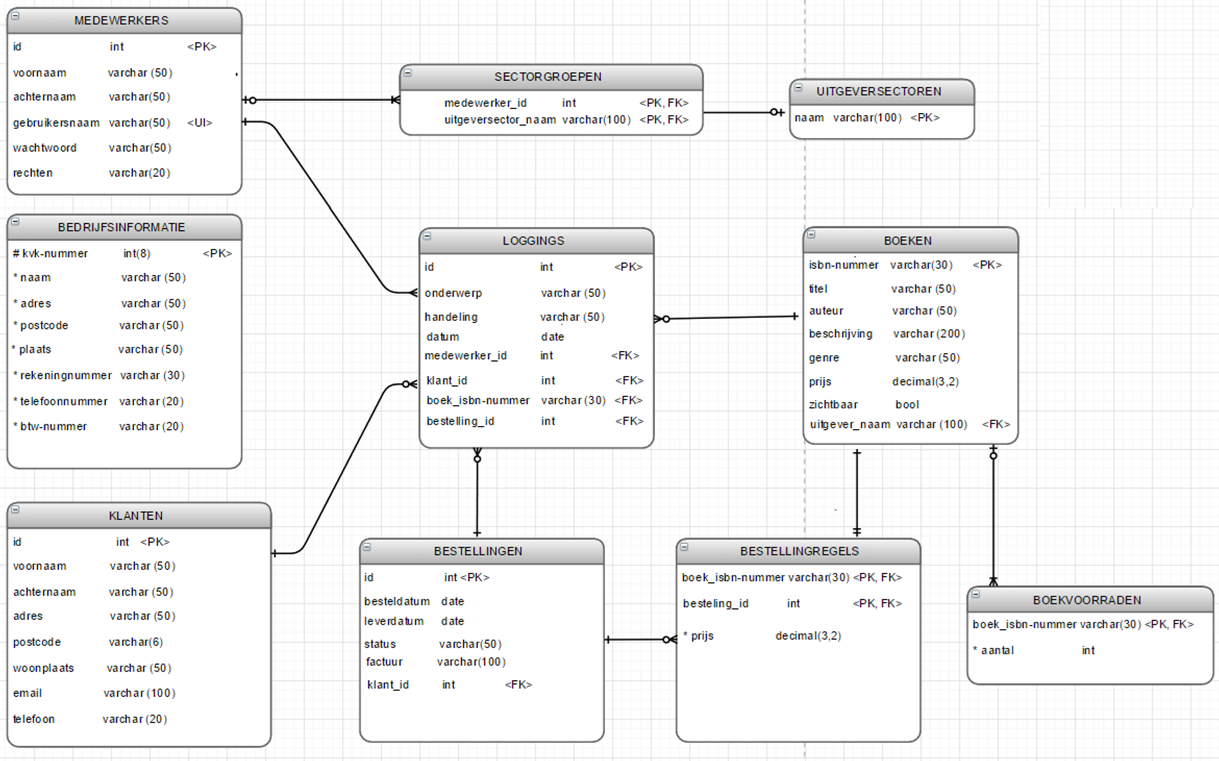 MEDEWERKERS
id int <PK>
voornaam varchar (50)
achternaam varchar(50)
gebruikersnaam varchar(50) <UI>
wachtwoord varchar(50)
rechten varchar(20)
SECTORGROEPEN
medewerker_id int <PK, FK>
uitgeversector_naam varchar(100) <PK, FK>
UITGEVERSECTOREN
naam varchar(100) <PK>
BEDRIJFSINFORMATIE
# kvk-nummer int(8) <PK>
* naam varchar (50)
* adres varchar (50)
* postcode varchar (50)
* plaats varchar (50)
* rekeningnummer varchar (30)
* telefoonnummer varchar (20)
* btw-nummer varchar (20)
LOGGINGS
id int <PK>
onderwerp varchar (50)
handeling varchar (50)
datum date
medewerker_id int <FK>
klant_id int <FK>
boek_isbn-nummer varchar (30) <FK>
bestelling_id int <FK>
BOEKEN
isbn-nummer varchar(30) <PK>
titel varchar (50)
auteur varchar (50)
beschrijving varchar (200)
genre varchar (50)
prijs decimal(3,2)
zichtbaar bool
uitgever_naam varchar (100) <FK>
KLANTEN
id int <PK>
voornaam varchar (50)
achternaam varchar (50)
adres varchar (50)
postcode varchar(6)
woonplaats varchar (50)
email varchar (100)
telefoon varchar (20)
BESTELLINGEN
id int <PK>
besteldatum date
leverdatum date
status varchar(50)
factuur varchar(100)
klant_id int <FK>
BESTELLINGREGELS
boek_isbn-nummer varchar(30) <PK, FK>
besteling_id int <PK, FK>
* prijs decimal(3,2)
BOEKVOORRADEN
boek_isbn-nummer varchar(30) <PK, FK>
* aantal int